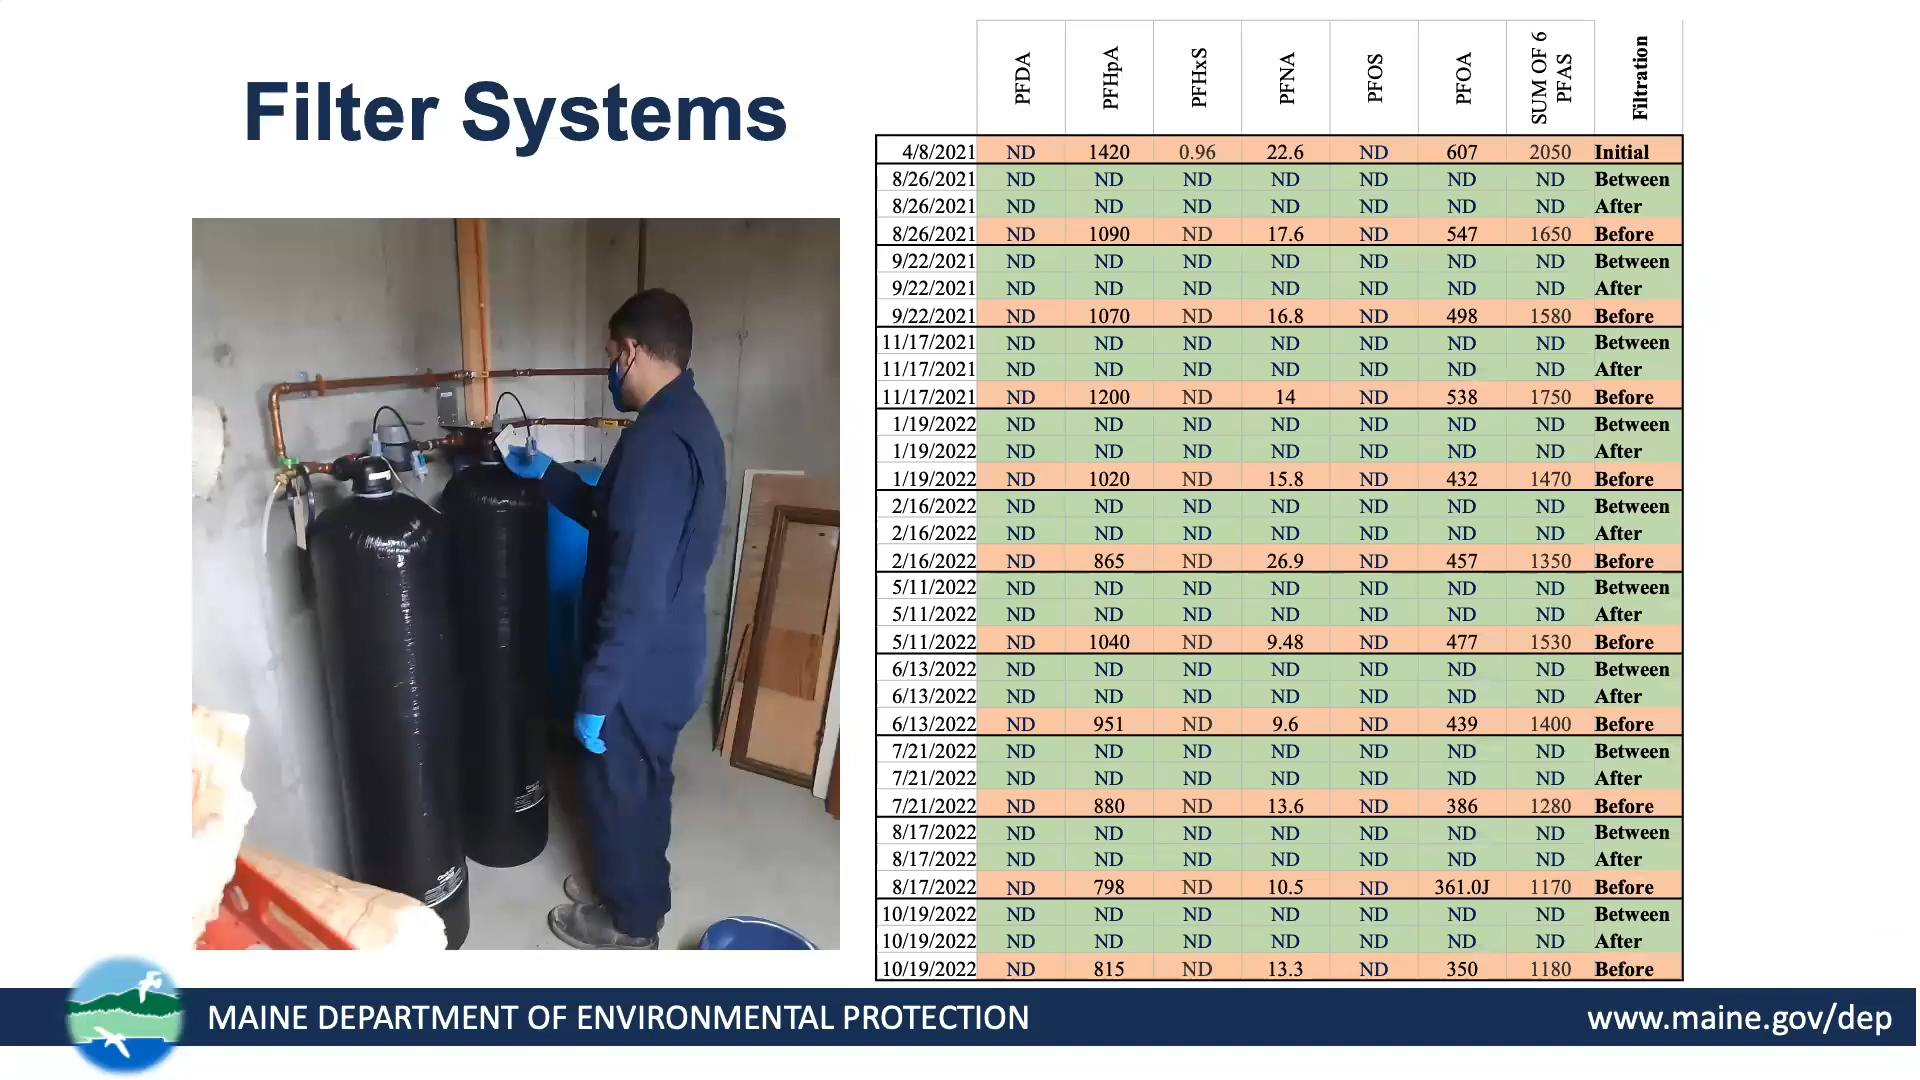 Filter Systems
PFDA PFHpA PFHxS PFNA PFOS PFOA SUM OF 6 PFAS Filtration
4/8/2021 ND 1420 0.96 22.6 ND 607 2050 Initial
8/26/2021 ND ND ND ND ND ND ND Between
8/26/2021 ND ND ND ND ND ND ND After
8/26/2021 ND 1090 ND 17.6 ND 547 1650 Before
9/22/2021 ND ND ND ND ND ND ND Between
9/22/2021 ND ND ND ND ND ND ND After
9/22/2021 ND 1070 ND 16.8 ND 498 1580 Before
11/17/2021 ND ND ND ND ND ND ND Between
11/17/2021 ND ND ND ND ND ND ND After
11/17/2021 ND 1200 ND 14 ND 538 1750 Before
1/19/2022 ND ND ND ND ND ND ND Between
1/19/2022 ND ND ND ND ND ND ND After
1/19/2022 ND 1020 ND 15.8 ND 432 1470 Before
2/16/2022 ND ND ND ND ND ND ND Between
2/16/2022 ND ND ND ND ND ND ND After
2/16/2022 ND 865 ND 26.9 ND 457 1350 Before
5/11/2022 ND ND ND ND ND ND ND Between
5/11/2022 ND ND ND ND ND ND ND After
5/11/2022 ND 1040 ND 9.48 ND 477 1530 Before
6/13/2022 ND ND ND ND ND ND ND Between
6/13/2022 ND ND ND ND ND ND ND After
6/13/2022 ND 951 ND 9.6 ND 439 1400 Before
7/21/2022 ND ND ND ND ND ND ND Between
7/21/2022 ND ND ND ND ND ND ND After
7/21/2022 ND 880 ND 13.6 ND 386 1280 Before
8/17/2022 ND ND ND ND ND ND ND Between
8/17/2022 ND ND ND ND ND ND ND After
8/17/2022 ND 798 ND 10.5 ND 361.0J 1170 Before
10/19/2022 ND ND ND ND ND ND ND Between
10/19/2022 ND ND ND ND ND ND ND After
10/19/2022 ND 815 ND 13.3 ND 350 1180 Before
MAINE DEPARTMENT OF ENVIRONMENTAL PROTECTION
www.maine.gov/dep